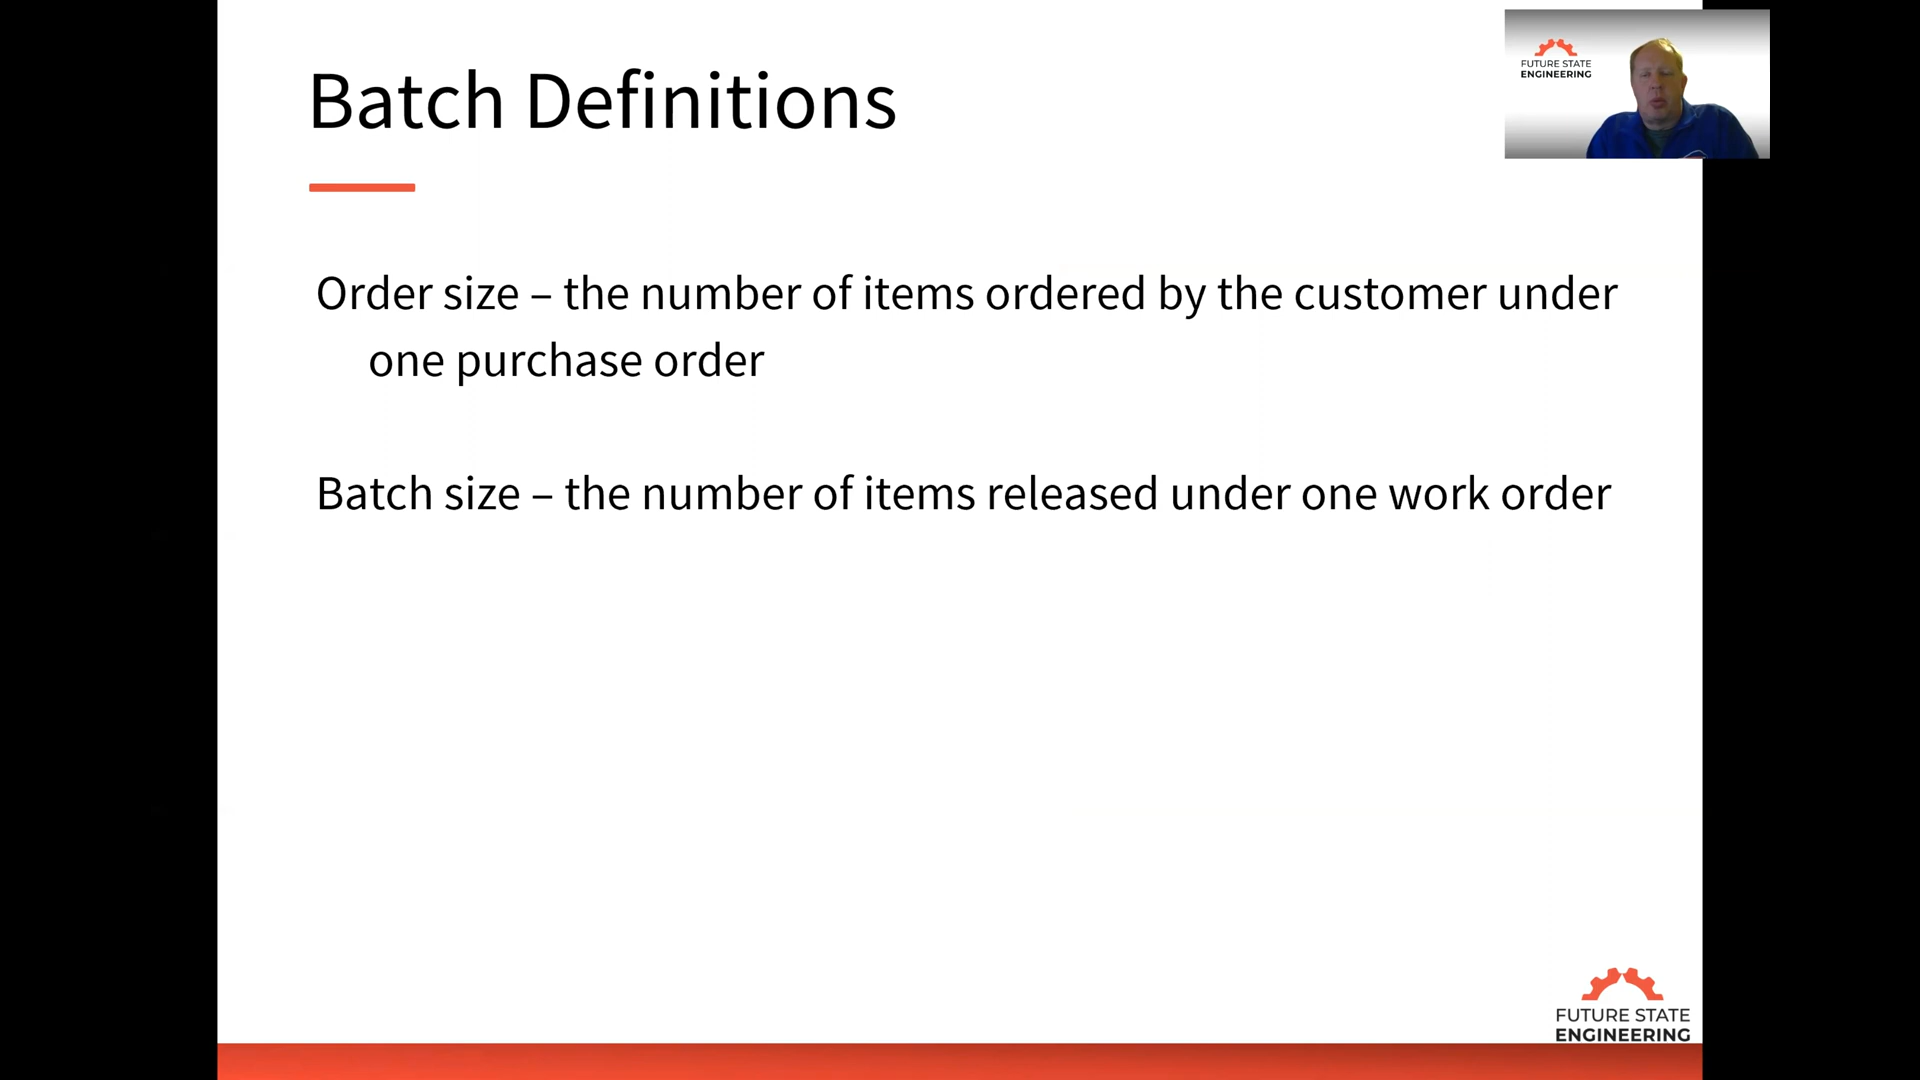 Batch Definitions
FUTURE STATE
ENGINEERING
Order size – the number of items ordered by the customer under
one purchase order
Batch size – the number of items released under one work order
FUTURE STATE
ENGINEERING